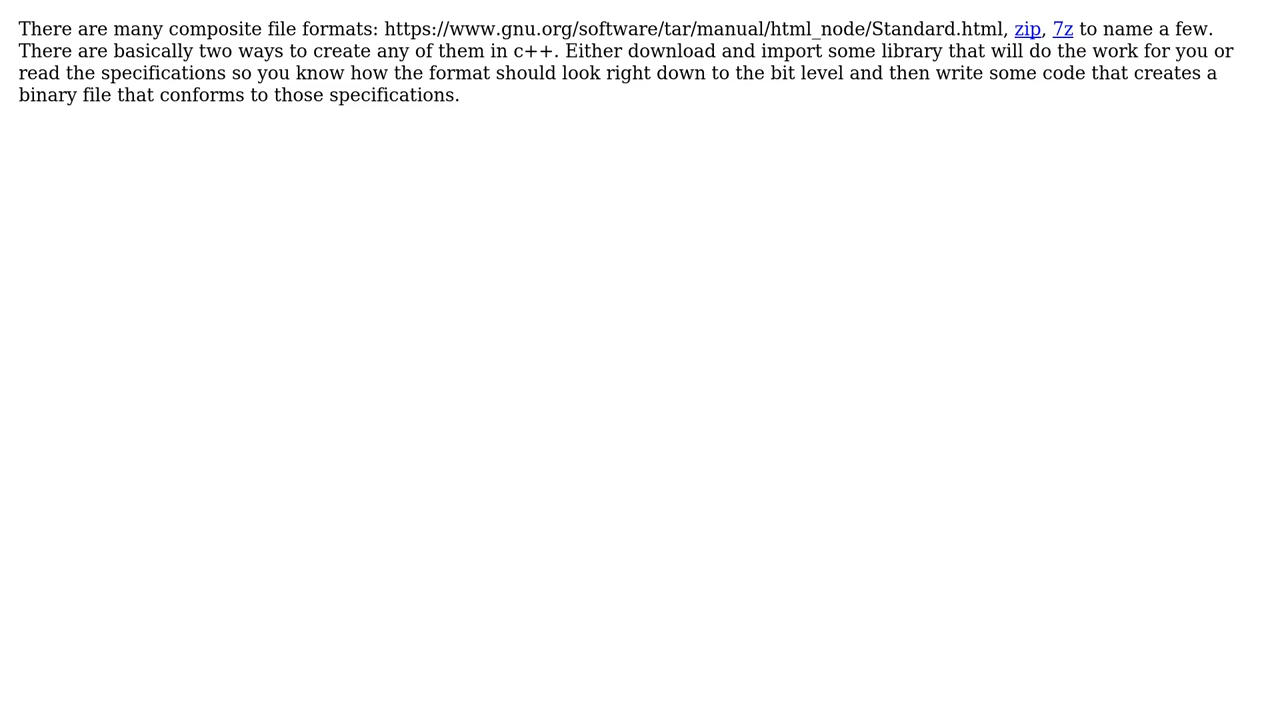 There are many composite file formats: https://www.gnu.org/software/tar/manual/html_node/Standard.html, zip, 7z to name a few.
There are basically two ways to create any of them in c++. Either download and import some library that will do the work for you or
read the specifications so you know how the format should look right down to the bit level and then write some code that creates a
binary file that conforms to those specifications.